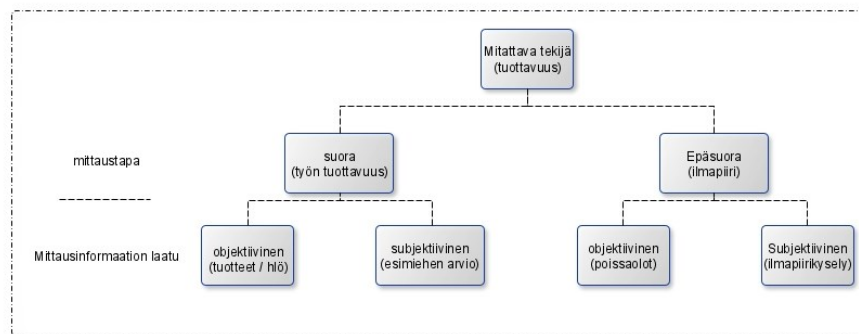 Mitattava tekijä
(tuottavuus)
mittaustapa
suora
(työn tuottavuus)
Epäsuora
(ilmapiiri)
Mittausinformaation laatu
objektiivinen
(tuotteet / hlö)
subjektiivinen
(esimiehen arvio)
objektiivinen
(poissaolot)
Subjektiivinen
(ilmapiirikysely)